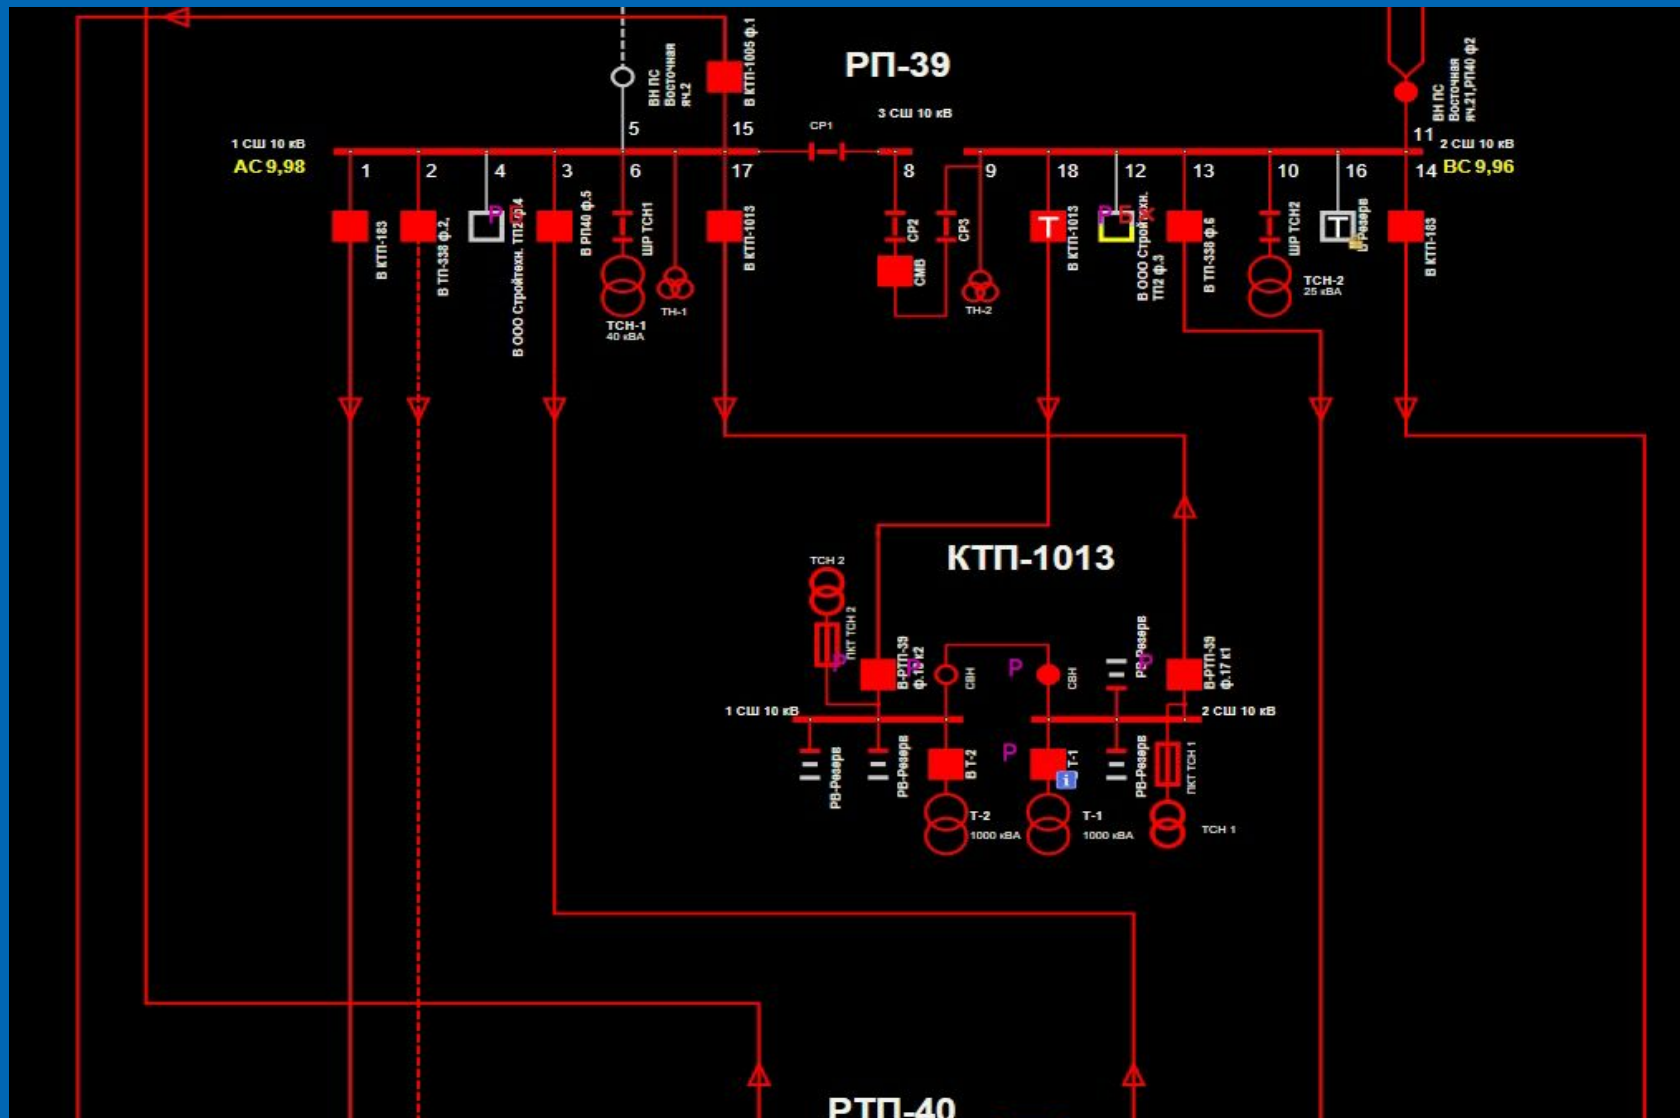 В КТП-1005 ф.1
ВН ПС
Восточная
яч.2
РП-39
ВН ПС
Восточная
яч.21,РП40 ф2
1 СШ 10 кВ
АС 9,98
5
15
СР1
3 СШ 10 кВ
11
2 СШ 10 кВ
ВС 9,96
1
2
4
3
6
17
8
9
18
12
13
10
16
14
В КТП-183
В ТП-338 ф.2,
Р
В ООО Стройтехн. ТП2 ф.4
В РП40 ф.5
ШР ТСН1
В КТП-1013
СР2
СМВ
СР3
Т
В КТП-1013
Р Б
В ООО Стройтехн.
ТП2 ф.3
В ТП-338 ф.6
ШР ТСН2
Т
В КТП-183
ТСН-1
40 кВА
ТН-1
ТН-2
ТСН-2
25 кВА
КТП-1013
ТСН 2
ПКТ ТСН 2
Р
В-РТП-39
Р
СВН
Р
СВН
РВ-Резерв
Р
В-РТП-39
ф.17 к1
1 СШ 10 кВ
2 СШ 10 кВ
РВ-Резерв
РВ-Резерв
В Т-2
Р
Т-1
i
РВ-Резерв
ПКТ ТСН 1
Т-2
1000 кВА
Т-1
1000 кВА
ТСН 1
РТП-40